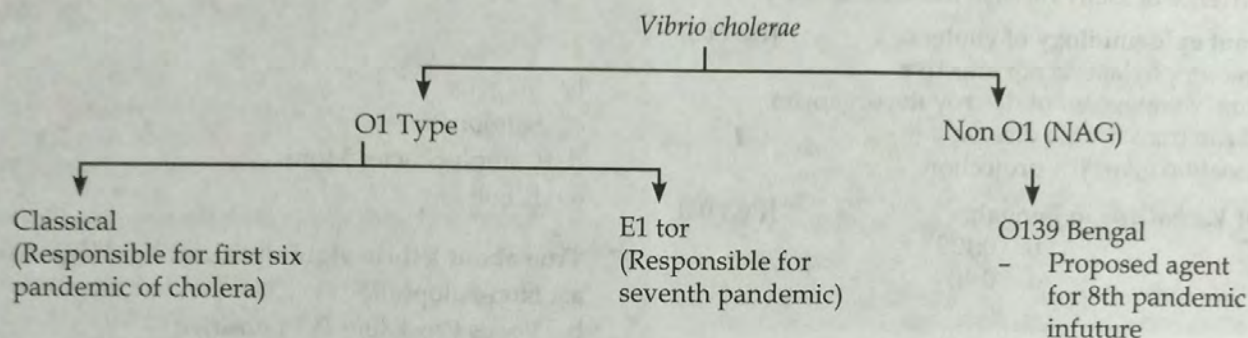 Vibrio cholerae
O1 Type
Non O1 (NAG)
Classical
(Responsible for first six
pandemic of cholera)
E1 tor
(Responsible for
seventh pandemic)
O139 Bengal
– Proposed agent
for 8th pandemic
infuture